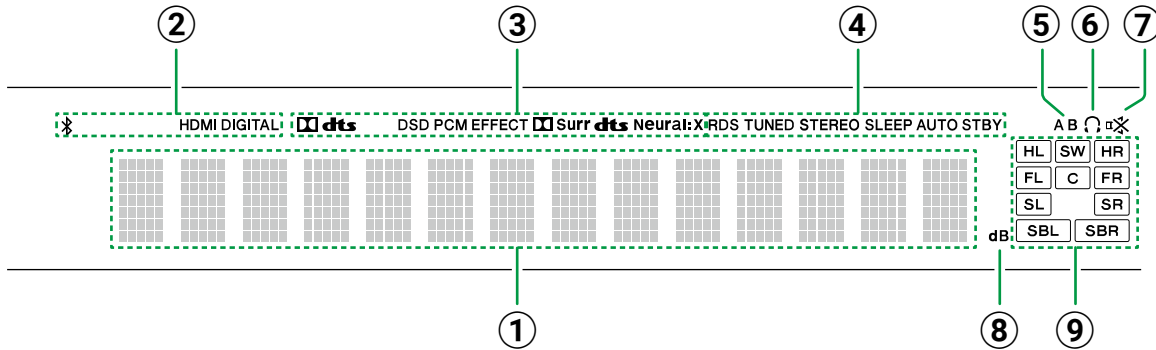 ② ③ ④ ⑤ ⑥ ⑦
HDMI DIGITAL dts DSD PCM EFFECT Surr dts Neural:X RDS TUNED STEREO SLEEP AUTO STBY A B
HL SW HR
FL C FR
SL SR
dB SBL SBR
① ⑧ ⑨